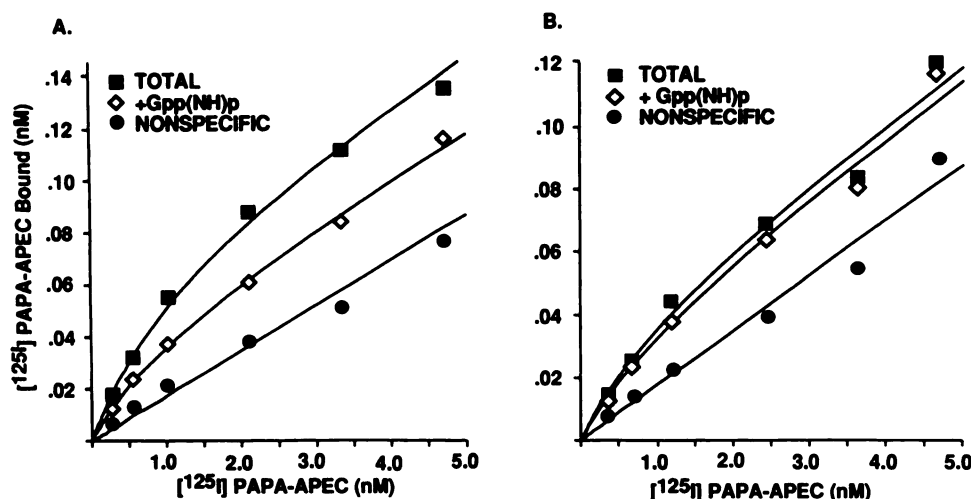 A.
.14
.12
.10
.08
.06
.04
.02
[125I] PAPA-APEC Bound (nM)
TOTAL
+Gpp(NH)p
NONSPECIFIC
1.0 2.0 3.0 4.0 5.0
[125I] PAPA-APEC (nM)
B.
.12
.10
.08
.06
.04
.02
TOTAL
+ Gpp(NH)p
NONSPECIFIC
1.0 2.0 3.0 4.0 5.0
[125I] PAPA-APEC (nM)